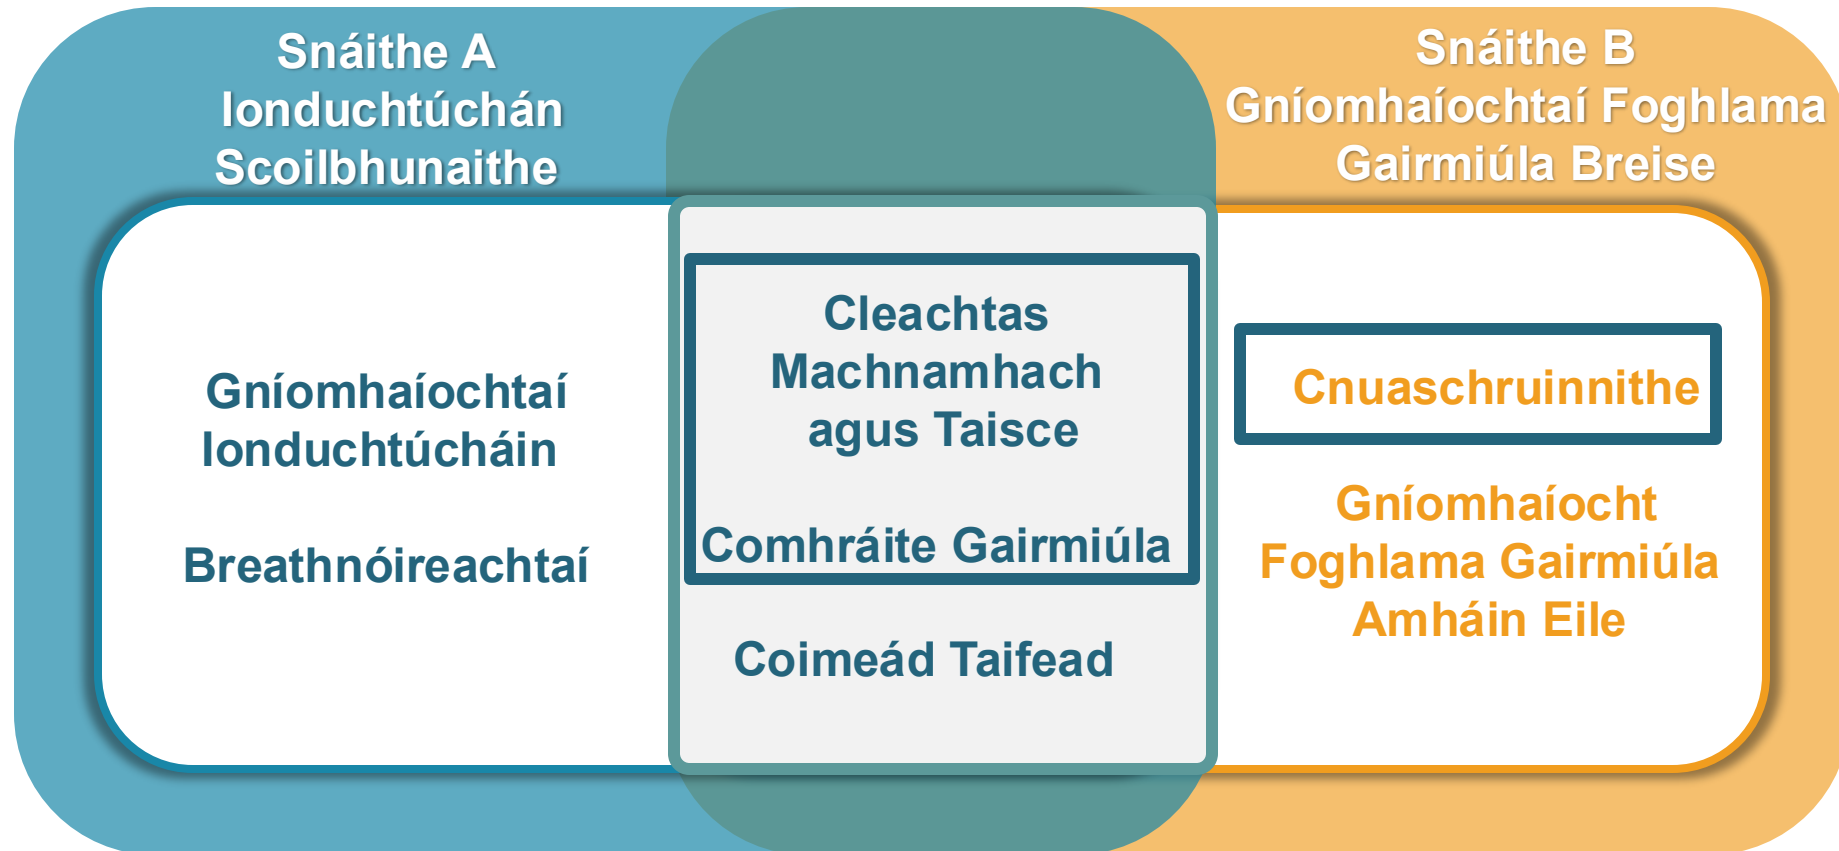 Snáithe A
Ionduchtúchán
Scoilbhunaithe
Gníomhaíochtaí
Ionduchtúcháin
Breathnóireachtaí
Cleachtas
Machnamhach
agus Taisce
Comhráite Gairmiúla
Coimeád Taifead
Snáithe B
Gníomhaíochtaí Foghlama
Gairmiúla Breise
Cnuaschruinnithe
Gníomhaíocht
Foghlama Gairmiúla
Amháin Eile